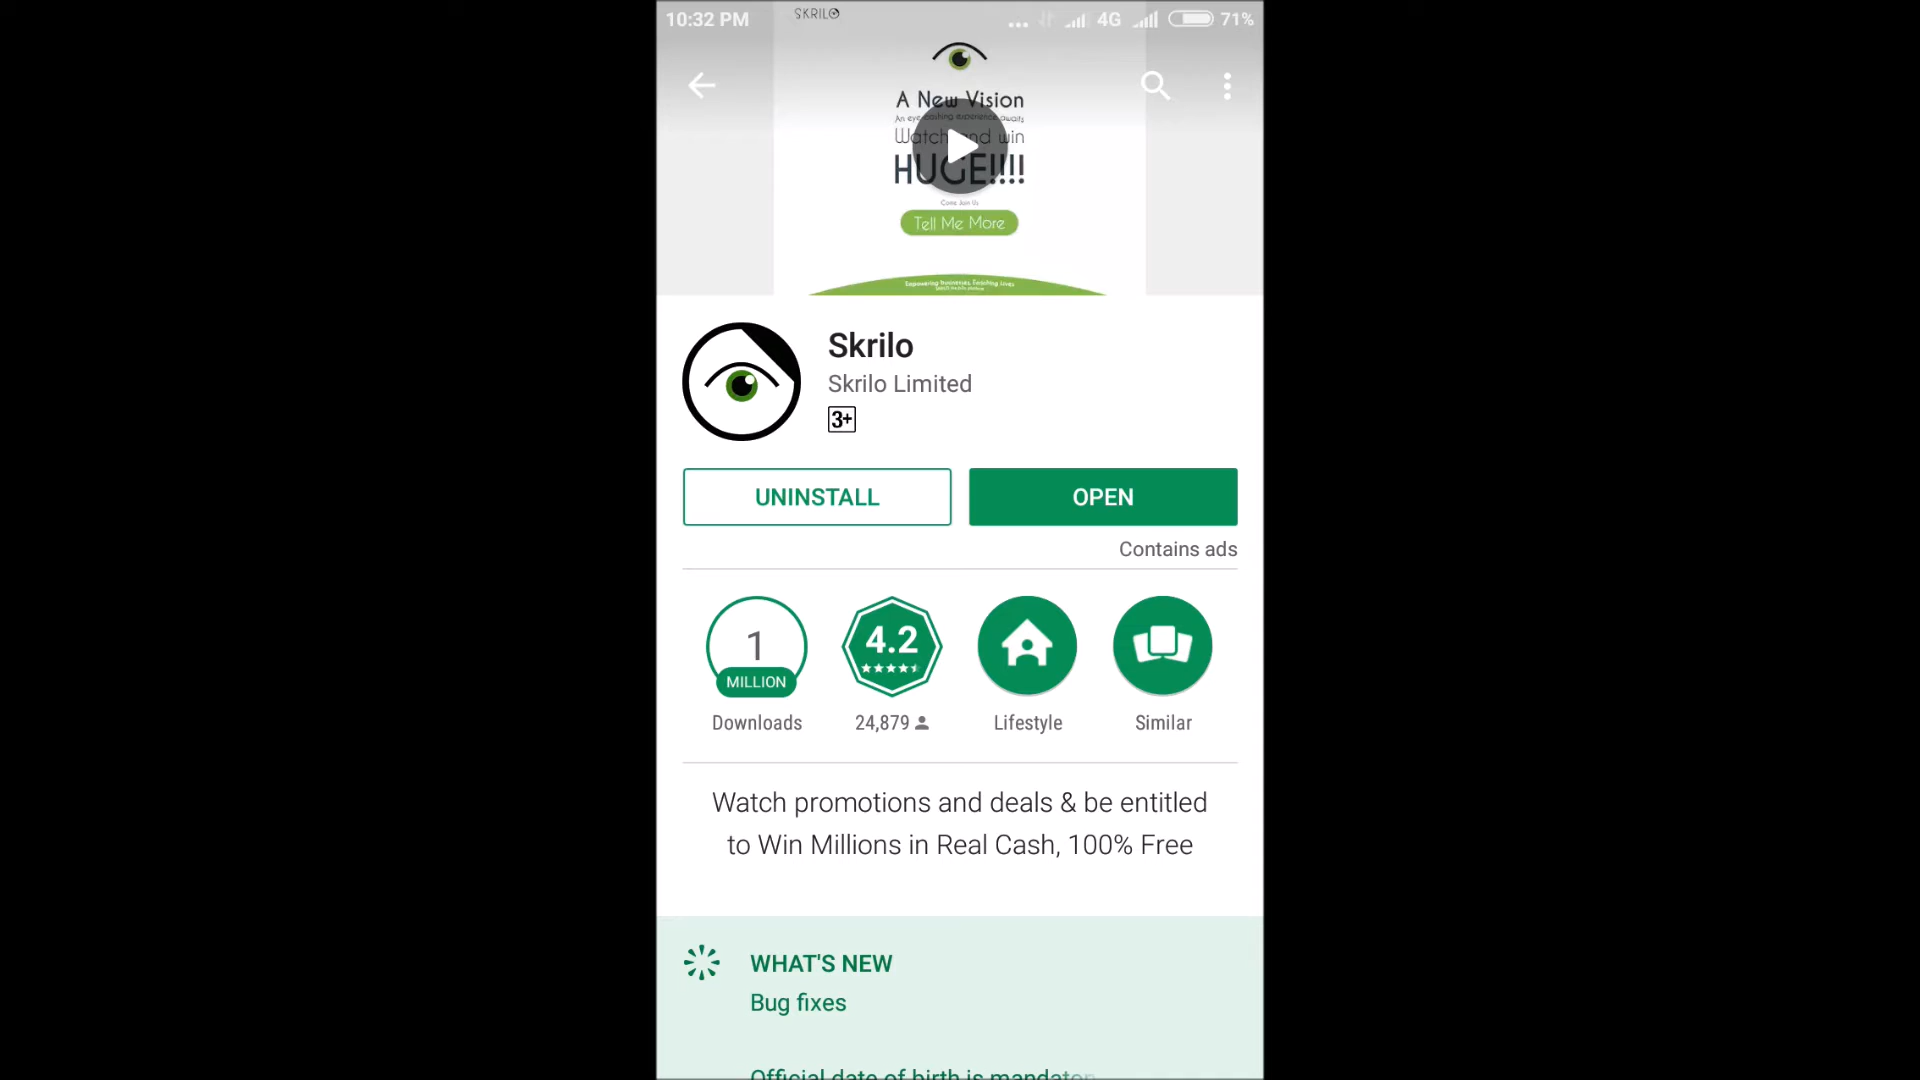 10:32 PM
SKRILO
4G
71%
A New Vision
An eye cashing experience awaits
Watch and win
HUGE!!!!
Come Join Us
Tell Me More
Empowering Businesses, Enriching Lives
Skrilo
Skrilo Limited
3+
UNINSTALL
OPEN
Contains ads
1
MILLION
4.2
Downloads
24,879
Lifestyle
Similar
Watch promotions and deals & be entitled
to Win Millions in Real Cash, 100% Free
WHAT'S NEW
Bug fixes
Official date of birth is mandatory